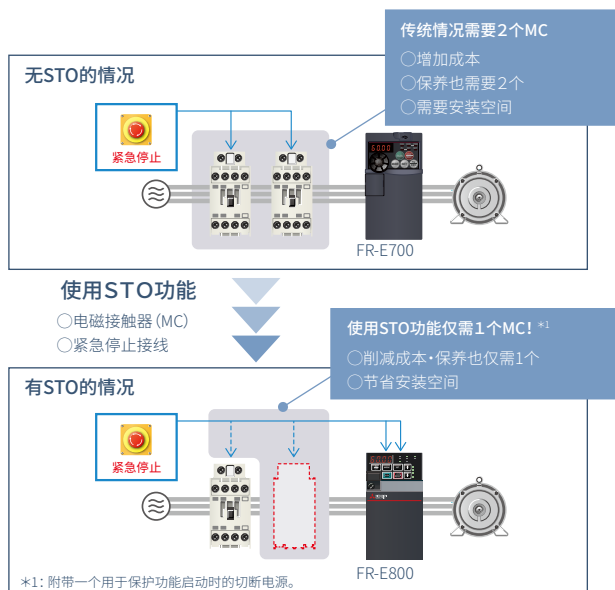 传统情况需要2个MC
○增加成本
○保养也需要2个
○需要安装空间
无STO的情况
紧急停止
FR-E700
使用STO功能
○电磁接触器(MC)
○紧急停止接线
使用STO功能仅需1个MC! *1
○削减成本·保养也仅需1个
○节省安装空间
有STO的情况
紧急停止
FR-E800
*1: 附带一个用于保护功能启动时的切断电源。